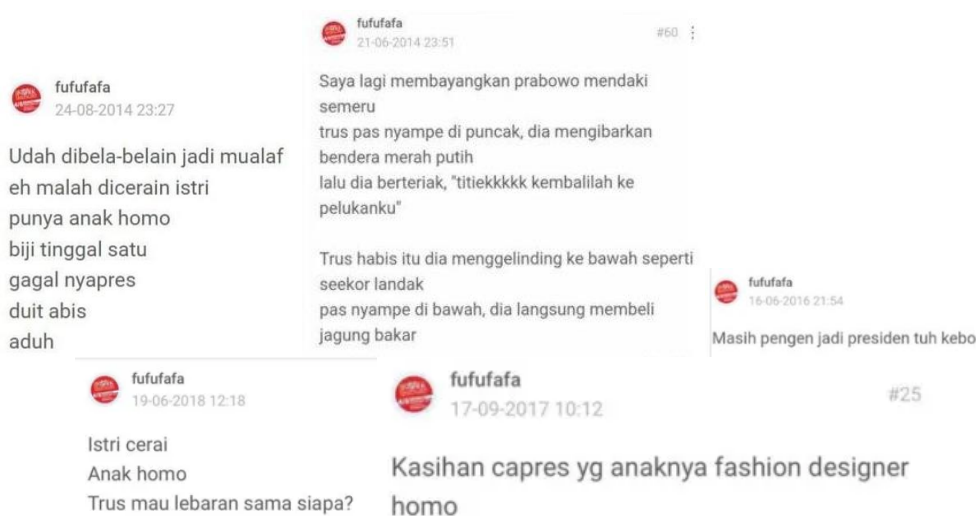 fufufafa
24-08-2014 23:27
Udah dibela-belain jadi mualaf
eh malah dicerain istri
punya anak homo
biji tinggal satu
gagal nyapres
duit abis
aduh
fufufafa
21-06-2014 23:51
#60
Saya lagi membayangkan prabowo mendaki
semeru
trus pas nyampe di puncak, dia mengibarkan
bendera merah putih
lalu dia berteriak, "titiekkkkk kembalilah ke
pelukanku"
Trus habis itu dia menggelinding ke bawah seperti
seekor landak
pas nyampe di bawah, dia langsung membeli
jagung bakar
fufufafa
16-06-2016 21:54
Masih pengen jadi presiden tuh kebo
fufufafa
19-06-2018 12:18
Istri cerai
Anak homo
Trus mau lebaran sama siapa?
fufufafa
17-09-2017 10:12
#25
Kasihan capres yg anaknya fashion designer
homo